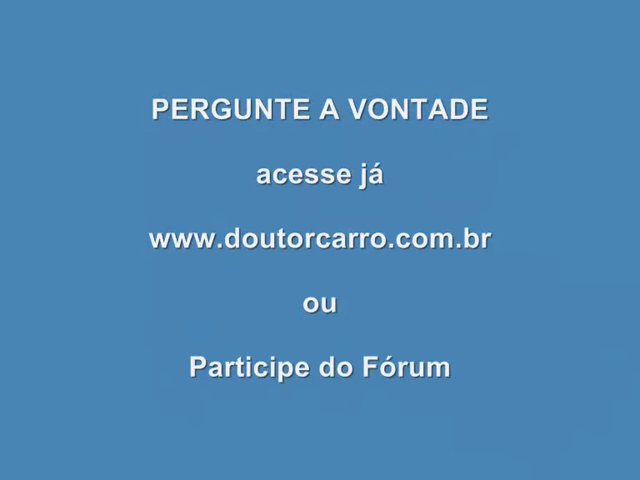 PERGUNTE A VONTADE
acesse já
www.doutorcarro.com.br
ou
Participe do Fórum